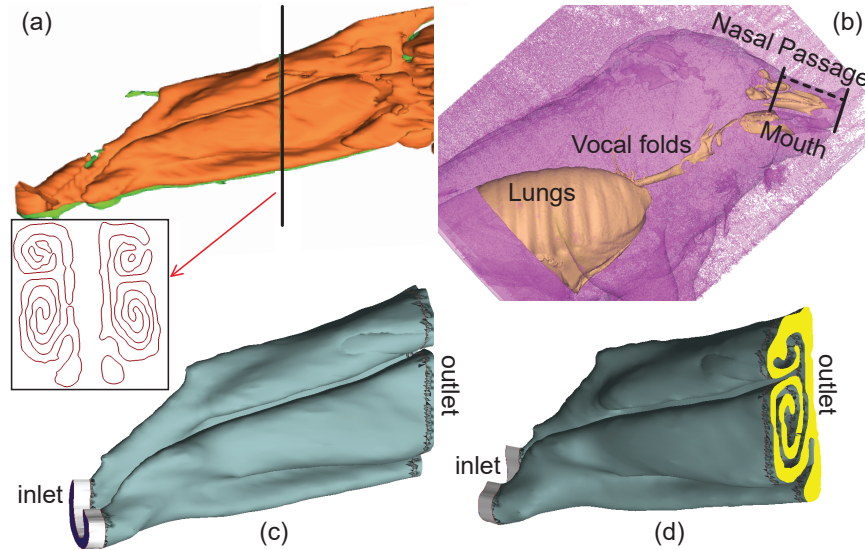 (a)
(b)
Nasal Passage
Mouth
Vocal folds
Lungs
inlet
outlet
(c)
inlet
outlet
(d)